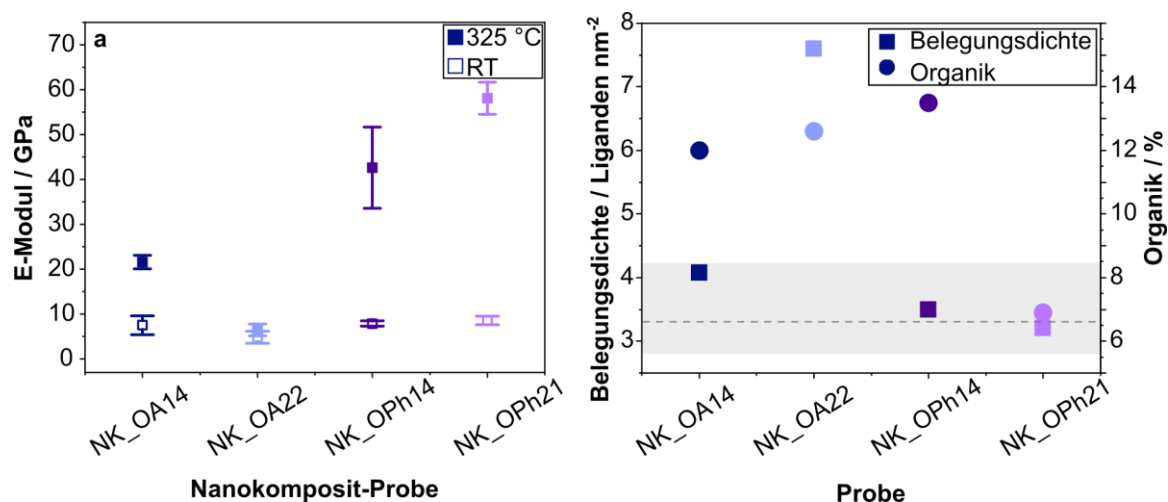 a
325 °C
RT
E-Modul / GPa
70
60
50
40
30
20
10
0
NK_OA14
NK_OA22
NK_OPh14
NK_OPh21
Nanokomposit-Probe
Belegungsdichte
Organik
Belegungsdichte / Liganden nm-2
8
7
6
5
4
3
Organik / %
14
12
10
8
6
NK_OA14
NK_OA22
NK_OPh14
NK_OPh21
Probe